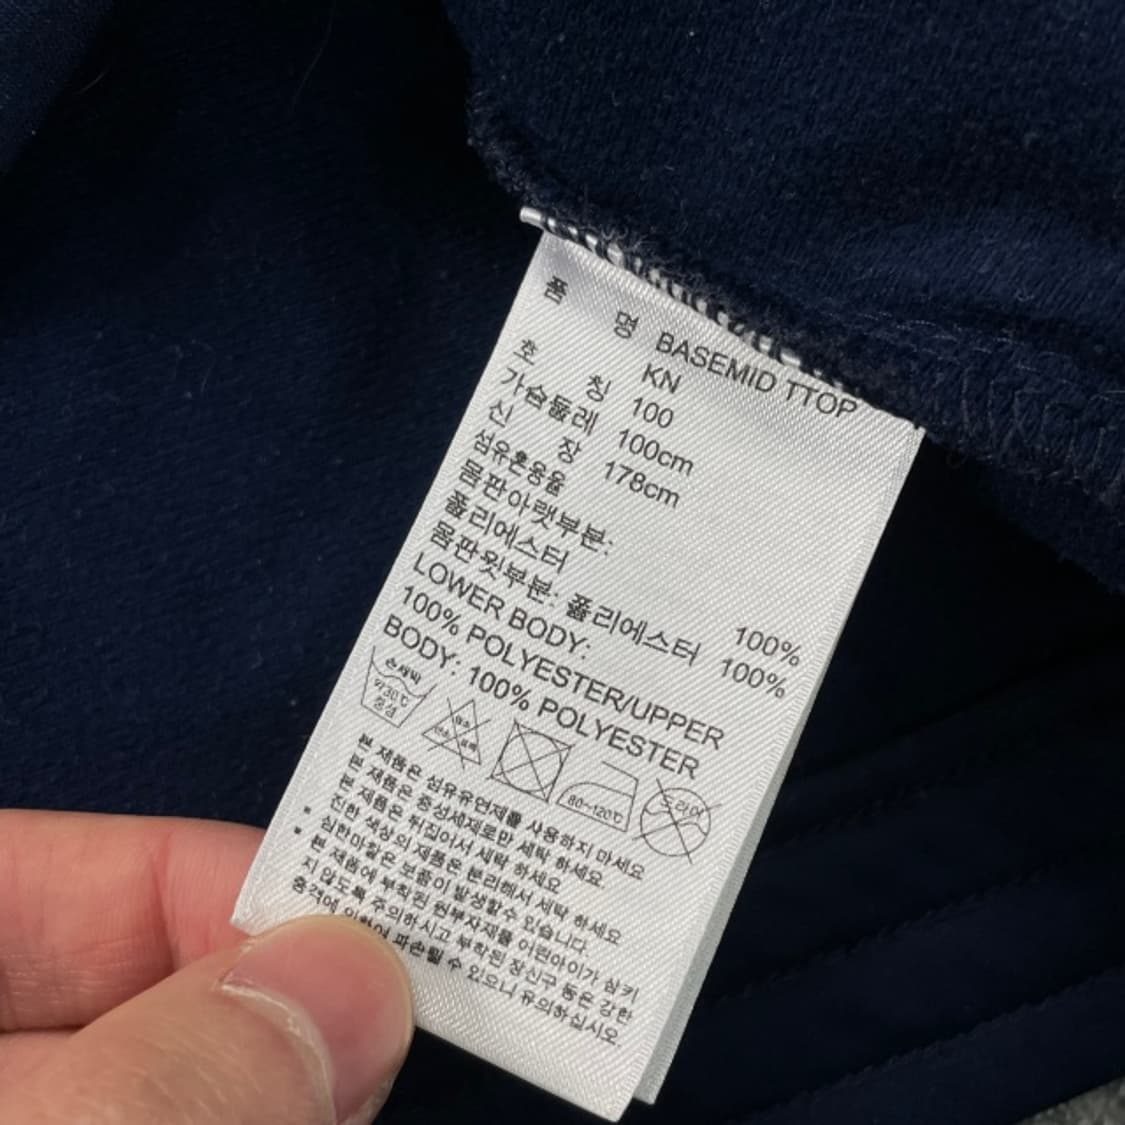 품 명 BASEMID TTOP
KN
호 칭 100
가슴둘레 100cm
신 장 178cm
섬유혼용율
몸판아랫부분:
폴리에스터 100%
몸판윗부분: 폴리에스터 100%
LOWER BODY:
100% POLYESTER/UPPER
BODY: 100% POLYESTER
손세탁
약30℃
중성
염소
산소 표백
80~120℃
드라이
본 제품은 섬유유연제를 사용하지 마세요
본 제품은 중성세제로만 세탁 하세요
본 제품은 뒤집어서 세탁 하세요.
* 진한 색상의 제품은 분리해서 세탁 하세요
* 심한마찰은 보풀이 발생할수 있습니다.
본 제품에 부착된 원부자재를 어린아이가 삼키
지 않도록 주의하시고 부착된 장신구 등은 강한
충격에 의하여 파손될 수 있으니 유의하십시오.